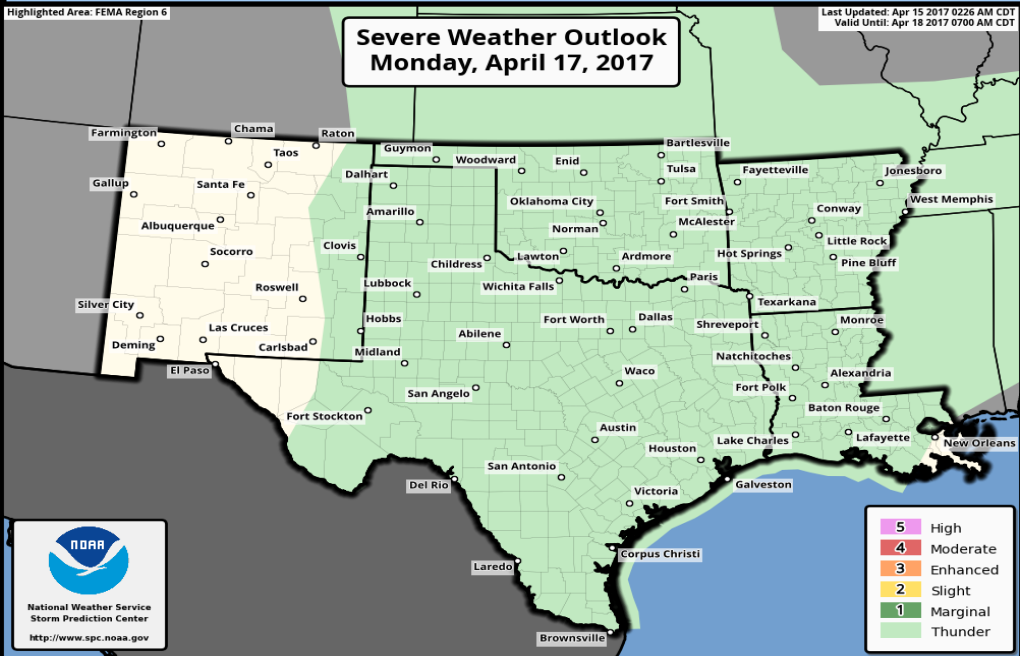 Highlighted Area: FEMA Region 6
Last Updated: Apr 15 2017 0226 AM CDT
Valid Until: Apr 18 2017 0700 AM CDT
Severe Weather Outlook
Monday, April 17, 2017
Farmington
Chama
Raton
Taos
Guymon
Woodward
Enid
Bartlesville
Tulsa
Fayetteville
Jonesboro
Gallup
Santa Fe
Dalhart
Oklahoma City
Fort Smith
West Memphis
Albuquerque
Amarillo
Norman
McAlester
Conway
Socorro
Clovis
Childress
Lawton
Ardmore
Hot Springs
Little Rock
Pine Bluff
Roswell
Lubbock
Wichita Falls
Paris
Texarkana
Silver City
Las Cruces
Hobbs
Abilene
Fort Worth
Dallas
Shreveport
Monroe
Deming
Carlsbad
Midland
Natchitoches
El Paso
San Angelo
Waco
Fort Polk
Alexandria
Fort Stockton
Austin
Baton Rouge
Houston
Lake Charles
Lafayette
New Orleans
San Antonio
Del Rio
Victoria
Galveston
Corpus Christi
Laredo
Brownsville
NOAA
National Weather Service
Storm Prediction Center
http://www.spc.noaa.gov
5 High
4 Moderate
3 Enhanced
2 Slight
1 Marginal
Thunder